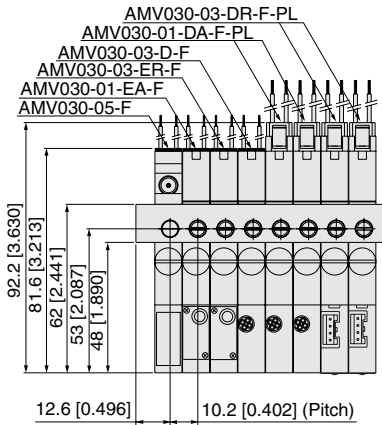 AMV030-03-DR-F-PL
AMV030-01-DA-F-PL
AMV030-03-D-F
AMV030-03-ER-F
AMV030-01-EA-F
AMV030-05-F
92.2 [3.630]
81.6 [3.213]
62 [2.441]
53 [2.087]
48 [1.890]
12.6 [0.496]
10.2 [0.402] (Pitch)